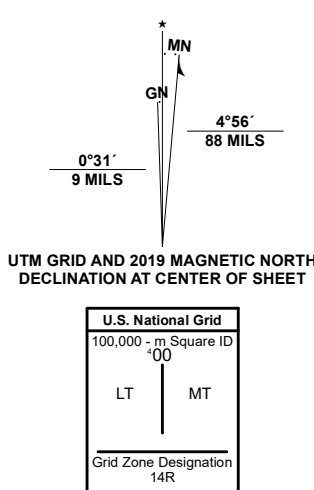 ★
MN
GN
4°56´
88 MILS
0°31´
9 MILS
UTM GRID AND 2019 MAGNETIC NORTH
DECLINATION AT CENTER OF SHEET
U.S. National Grid
100,000 - m Square ID
⁴00
LT MT
Grid Zone Designation
14R